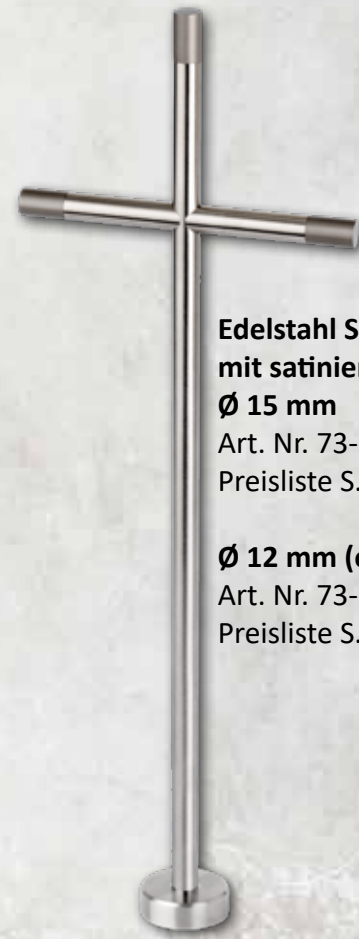 Edelstahl S
mit satinier
Ø 15 mm
Art. Nr. 73-
Preisliste S.
Ø 12 mm (
Art. Nr. 73-
Preisliste S.